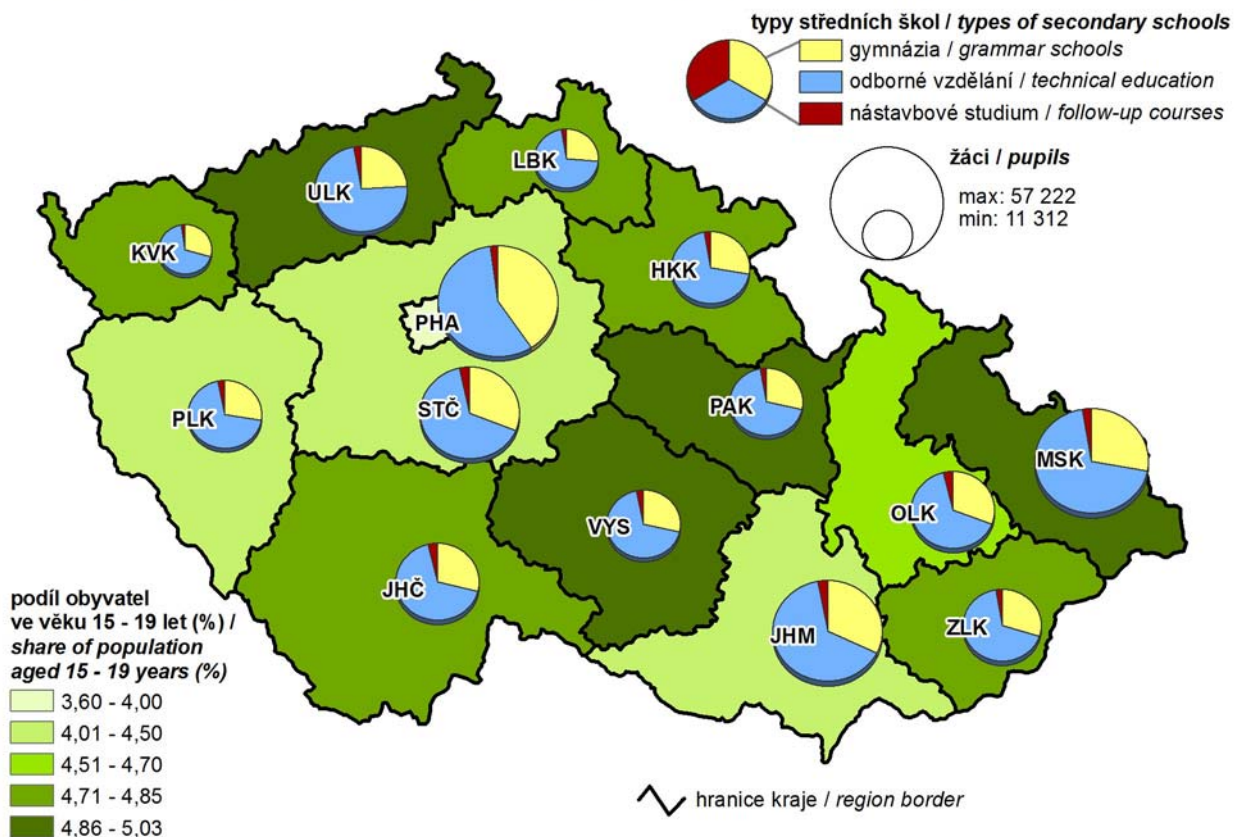 typy středních škol / types of secondary schools
gymnázia / grammar schools
odborné vzdělání / technical education
nástavbové studium / follow-up courses
žáci / pupils
max: 57 222
min: 11 312
LBK
ULK
KVK
HKK
PHA
PLK
STČ
PAK
MSK
OLK
VYS
JHČ
JHM
ZLK
podíl obyvatel
ve věku 15 - 19 let (%) /
share of population
aged 15 - 19 years (%)
3,60 - 4,00
4,01 - 4,50
4,51 - 4,70
4,71 - 4,85
4,86 - 5,03
hranice kraje / region border